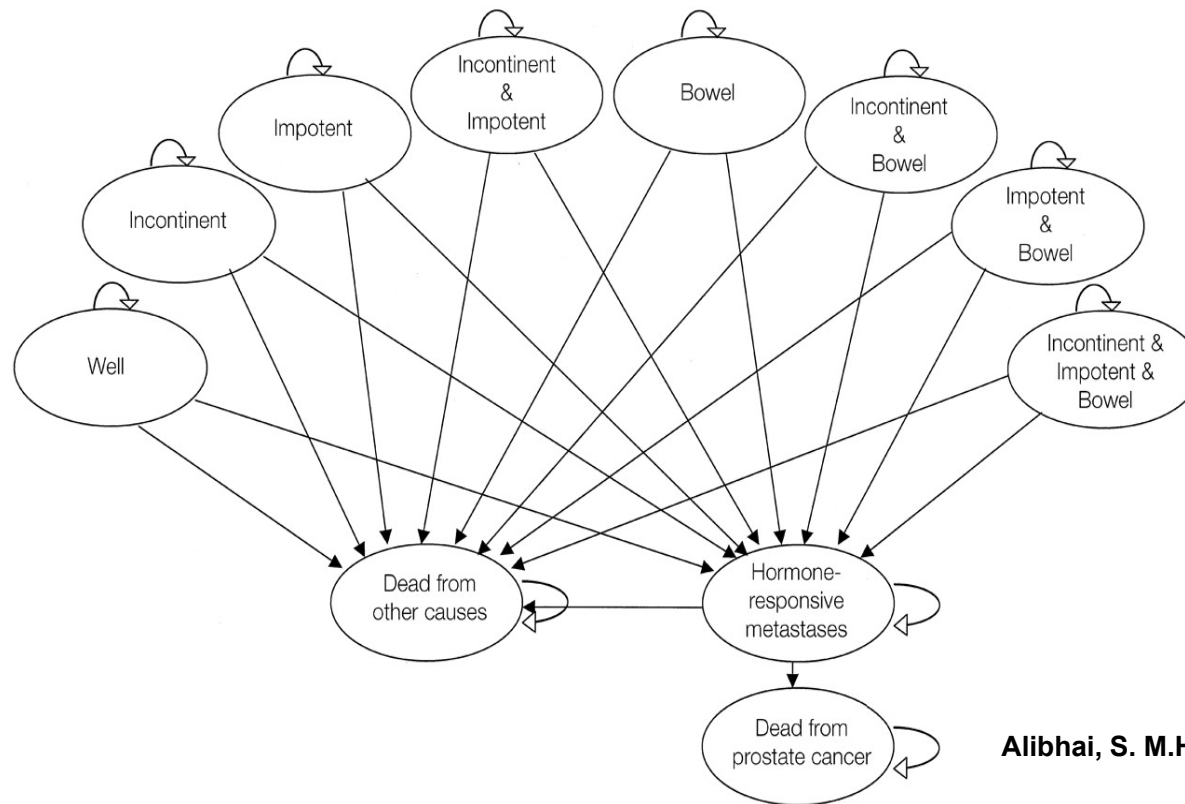 Incontinent
&
Impotent
Bowel
Incontinent
&
Bowel
Impotent
Impotent
&
Bowel
Incontinent
Well
Incontinent &
Impotent &
Bowel
Dead from
other causes
Hormone-
responsive
metastases
Dead from
prostate cancer
Alibhai, S. M.H